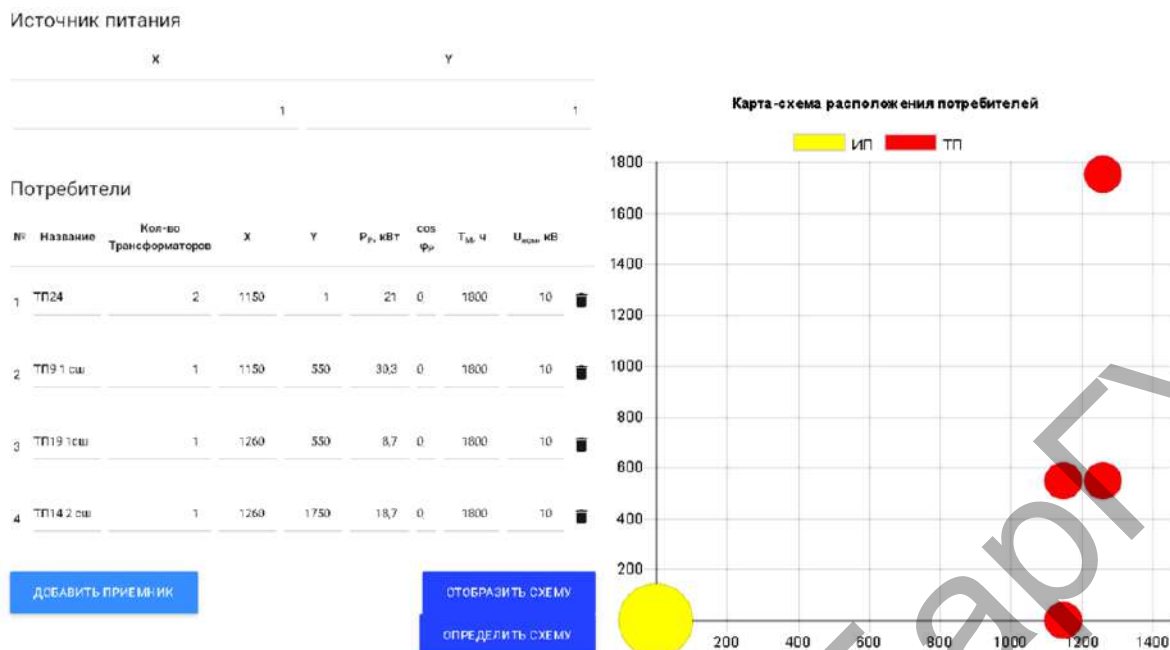 Источник питания
X Y
1 1
Потребители
№ Название Кол-во Трансформаторов X Y Pр, кВт cos φр Tм, ч Uном, кВ
1 ТП24 2 1150 1 21 0, 1800 10
2 ТП9 1 сш 1 1150 550 30,3 0, 1800 10
3 ТП19 1сш 1 1260 550 8,7 0, 1800 10
4 ТП14 2 сш 1 1260 1750 18,7 0, 1800 10
ДОБАВИТЬ ПРИЕМНИК
ОТОБРАЗИТЬ СХЕМУ
ОПРЕДЕЛИТЬ СХЕМУ
Карта-схема расположения потребителей
ИП ТП
1800
1600
1400
1200
1000
800
600
400
200
200 400 600 800 1000 1200 1400